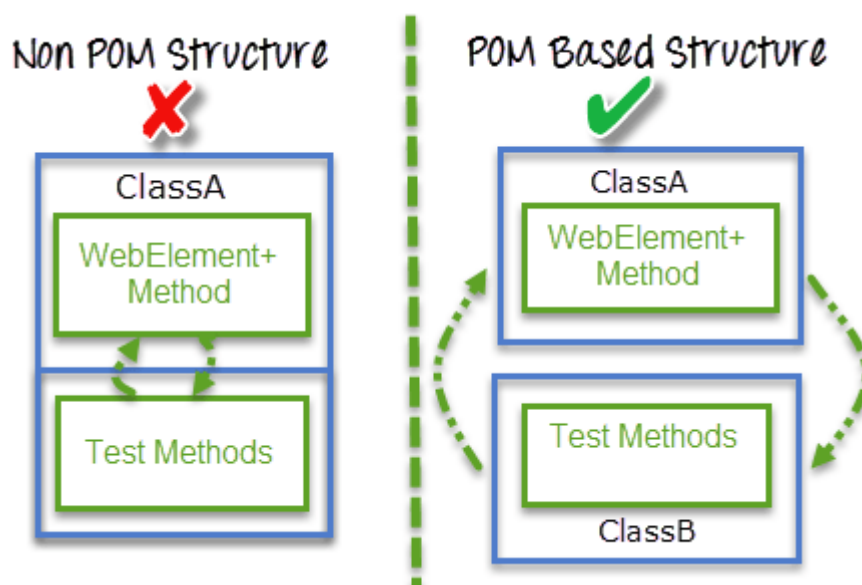 Non POM Structure
ClassA
WebElement+
Method
Test Methods
POM Based Structure
ClassA
WebElement+
Method
Test Methods
ClassB